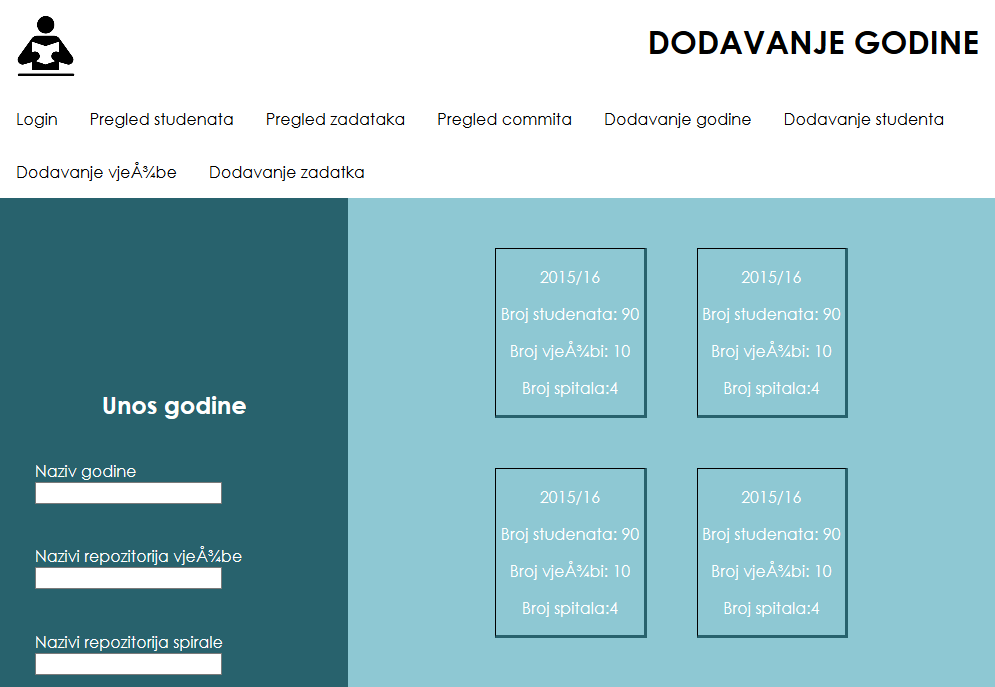 DODAVANJE GODINE
Login Pregled studenata Pregled zadataka Pregled commita Dodavanje godine Dodavanje studenta
Dodavanje vjeÅ¾be Dodavanje zadatka
Unos godine
Naziv godine
Nazivi repozitorija vjeÅ¾be
Nazivi repozitorija spirale
2015/16
Broj studenata: 90
Broj vjeÅ¾bi: 10
Broj spitala:4
2015/16
Broj studenata: 90
Broj vjeÅ¾bi: 10
Broj spitala:4
2015/16
Broj studenata: 90
Broj vjeÅ¾bi: 10
Broj spitala:4
2015/16
Broj studenata: 90
Broj vjeÅ¾bi: 10
Broj spitala:4